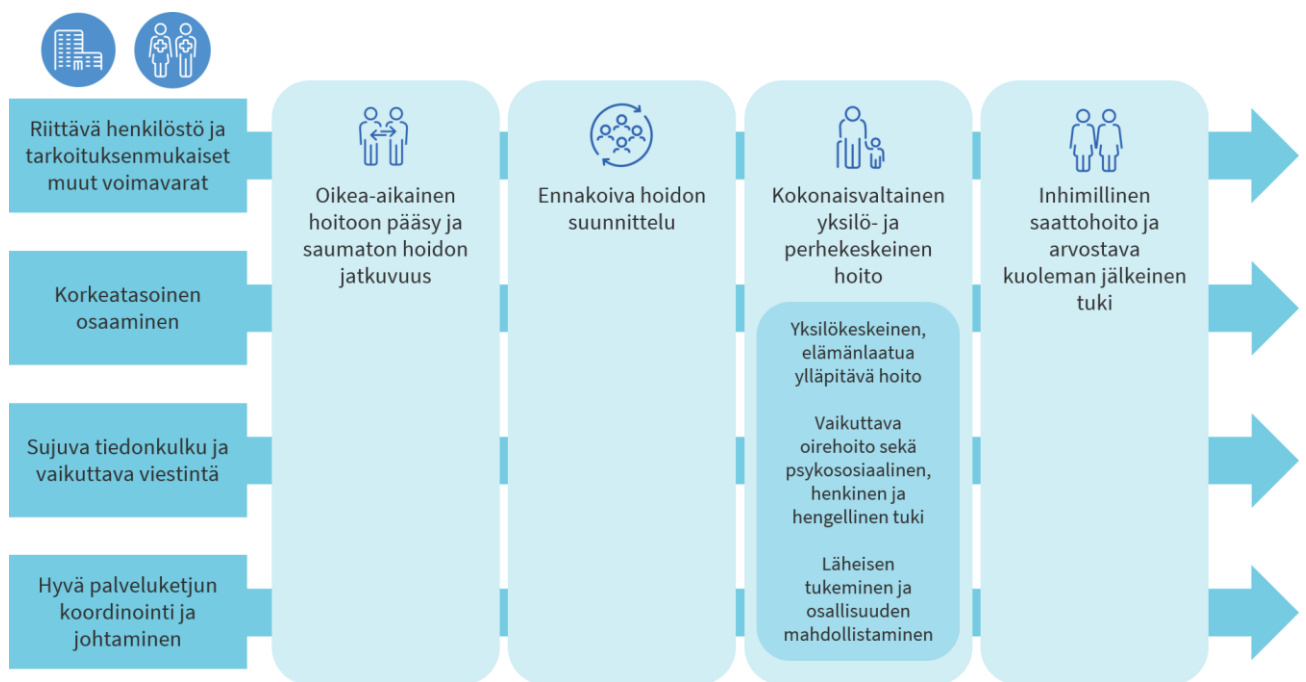 Riittävä henkilöstö ja
tarkoituksenmukaiset
muut voimavarat
Korkeatasoinen
osaaminen
Sujuva tiedonkulku ja
vaikuttava viestintä
Hyvä palveluketjun
koordinointi ja
johtaminen
Oikea-aikainen
hoitoon pääsy ja
saumaton hoidon
jatkuvuus
Ennakoiva hoidon
suunnittelu
Kokonaisvaltainen
yksilö- ja
perhekeskeinen
hoito
Yksilökeskeinen,
elämänlaatua
ylläpitävä hoito
Vaikuttava
oirehoito sekä
psykososiaalinen,
henkinen ja
hengellinen tuki
Läheisen
tukeminen ja
osallisuuden
mahdollistaminen
Inhimillinen
saattohoito ja
arvostava
kuoleman jälkeinen
tuki